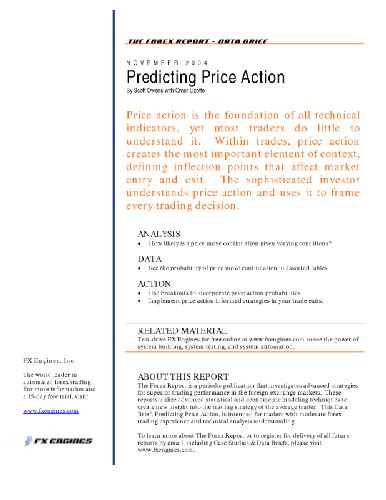 THE FOREX REPORT - DATA BRIEF
NOVEMBER 2004
Predicting Price Action
By Scott Owens with Omar Lizotte
Price action is the foundation of all technical
indicators, yet most traders do little to
understand it. Within trades, price action
creates the most important element of context,
defining inflection points that affect market
entry and exit. The sophisticated investor
understands price action and uses it to frame
every trading decision.
ANALYSIS
• How likely is a price move continuation given varying conditions?
DATA
• See the probability of price move continuation in assorted tables
ACTION
• Use breakouts to incorporate price action probabilities
• Implement price action informed strategies in your trade exits.
RELATED MATERIAL
Test drive FX Engines for free online at www.fxengines.com to see the power of
system building, system testing, and system automation.
FX Engines, Inc.
The world leader in
automated forex trading.
For more information and
a 15-day free trial, visit:
www.fxengines.com
FX ENGINES
ABOUT THIS REPORT
The Forex Report is a periodic publication that investigates advanced strategies
for superior trading performance in the foreign exchange markets. These
reports utilize advanced statistical and econometric modeling techniques to
create new insight into the trading strategy of the average trader. This Data
Brief, Predicting Price Action, is intended for traders with moderate forex
trading experience and technical analysis understanding.
To learn more about The Forex Report or to register for delivery of all future
reports by email, including Case Studies & Data Briefs, please visit
www.fxengines.com.